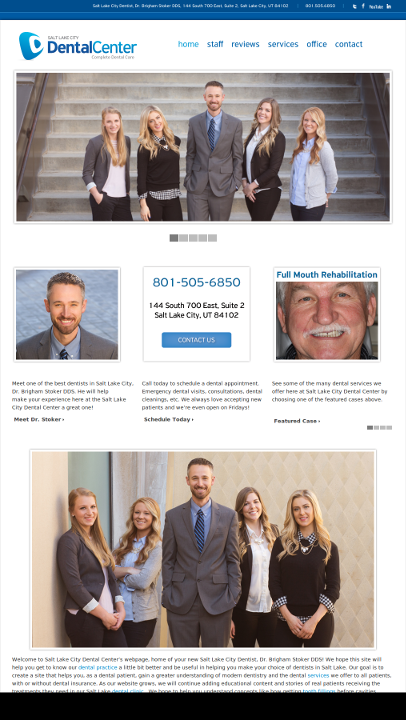 Salt Lake City Dentist, Dr. Brigham Stoker DDS, 144 South 700 East, Suite 2, Salt Lake City, UT 84102 | 801.505.6850 | YouTube
SALT LAKE CITY
DentalCenter
Complete Dental Care
home staff reviews services office contact
801-505-6850
144 South 700 East, Suite 2
Salt Lake City, UT 84102
CONTACT US
Full Mouth Rehabilitation
Meet one of the best dentists in Salt Lake City,
Dr. Brigham Stoker DDS. He will help
make your experience here at the Salt Lake
City Dental Center a great one!
Meet Dr. Stoker ›
Call today to schedule a dental appointment.
Emergency dental visits, consultations, dental
cleanings, etc. We always love accepting new
patients and we're even open on Fridays!
Schedule Today ›
See some of the many dental services we
offer here at Salt Lake City Dental Center by
choosing one of the featured cases above.
Featured Case ›
Welcome to Salt Lake City Dental Center's webpage, home of your new Salt Lake City Dentist, Dr. Brigham Stoker DDS! We hope this site will
help you get to know our dental practice a little bit better and be useful in helping you make your choice of dentists in Salt Lake. Our goal is to
create a site that helps you, as a dental patient, gain a greater understanding of modern dentistry and the dental services we offer to all patients,
with or without dental insurance. As our website grows, we will continue adding educational content and stories of real patients receiving the
treatments they need in our Salt Lake dental clinic. We hope to help you understand concepts like how getting tooth fillings before cavities